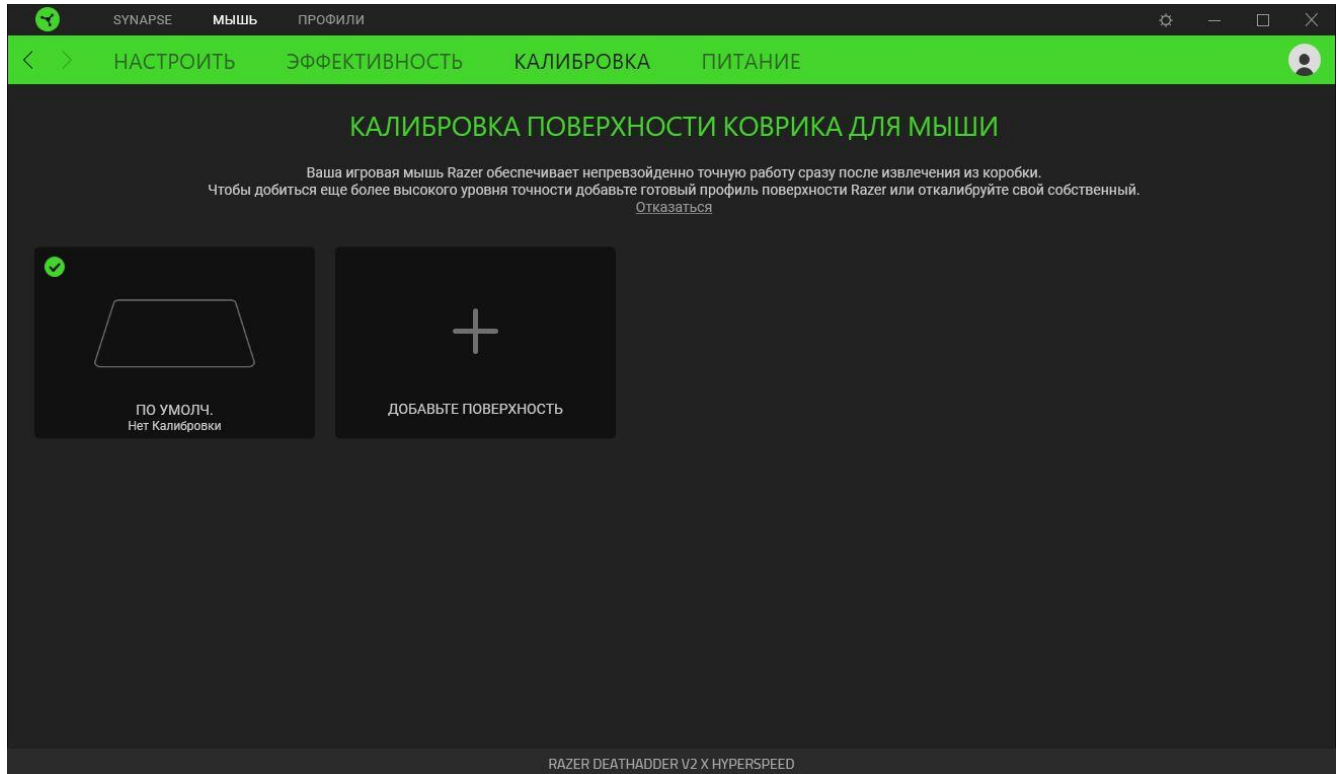 SYNAPSE МЫШЬ ПРОФИЛИ
НАСТРОИТЬ ЭФФЕКТИВНОСТЬ КАЛИБРОВКА ПИТАНИЕ
КАЛИБРОВКА ПОВЕРХНОСТИ КОВРИКА ДЛЯ МЫШИ
Ваша игровая мышь Razer обеспечивает непревзойденно точную работу сразу после извлечения из коробки.
Чтобы добиться еще более высокого уровня точности добавьте готовый профиль поверхности Razer или откалибруйте свой собственный.
Отказаться
ПО УМОЛЧ.
Нет Калибровки
ДОБАВЬТЕ ПОВЕРХНОСТЬ
RAZER DEATHADDER V2 X HYPERSPEED